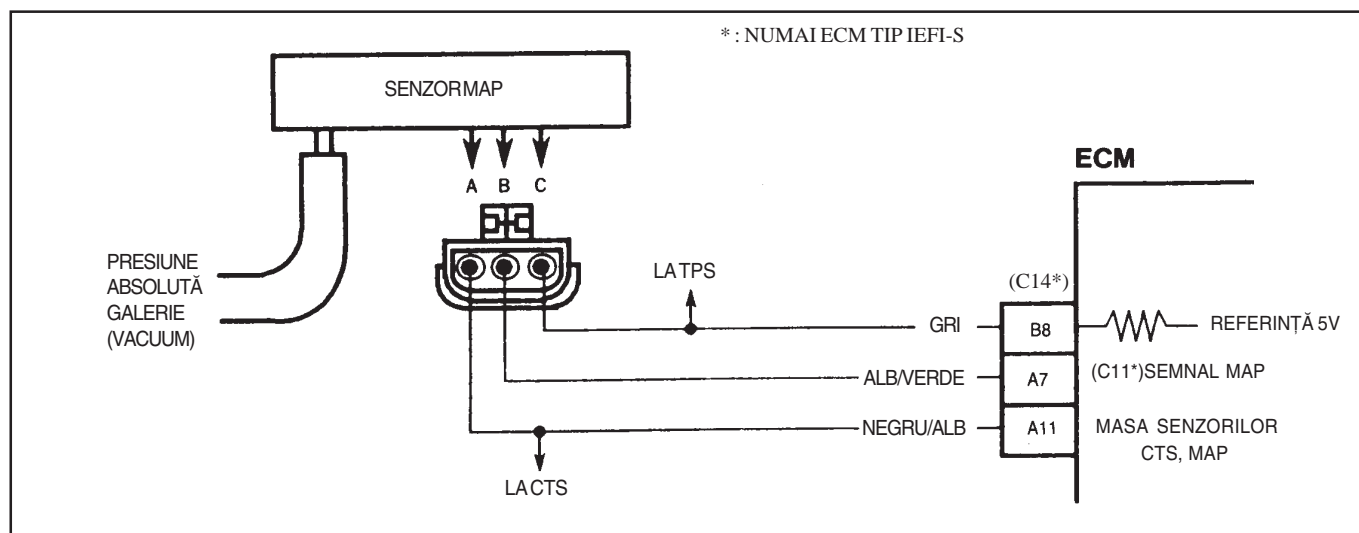 * : NUMAI ECM TIP IEFI-S
SENZOR MAP
ECM
A B C
PRESIUNE
ABSOLUTĂ
GALERIE
(VACUUM)
LA TPS
(C14*)
GRI
B8
REFERINȚĂ 5V
ALB/VERDE
A7
(C11*)SEMNAL MAP
NEGRU/ALB
A11
MASA SENZORILOR
CTS, MAP
LA CTS